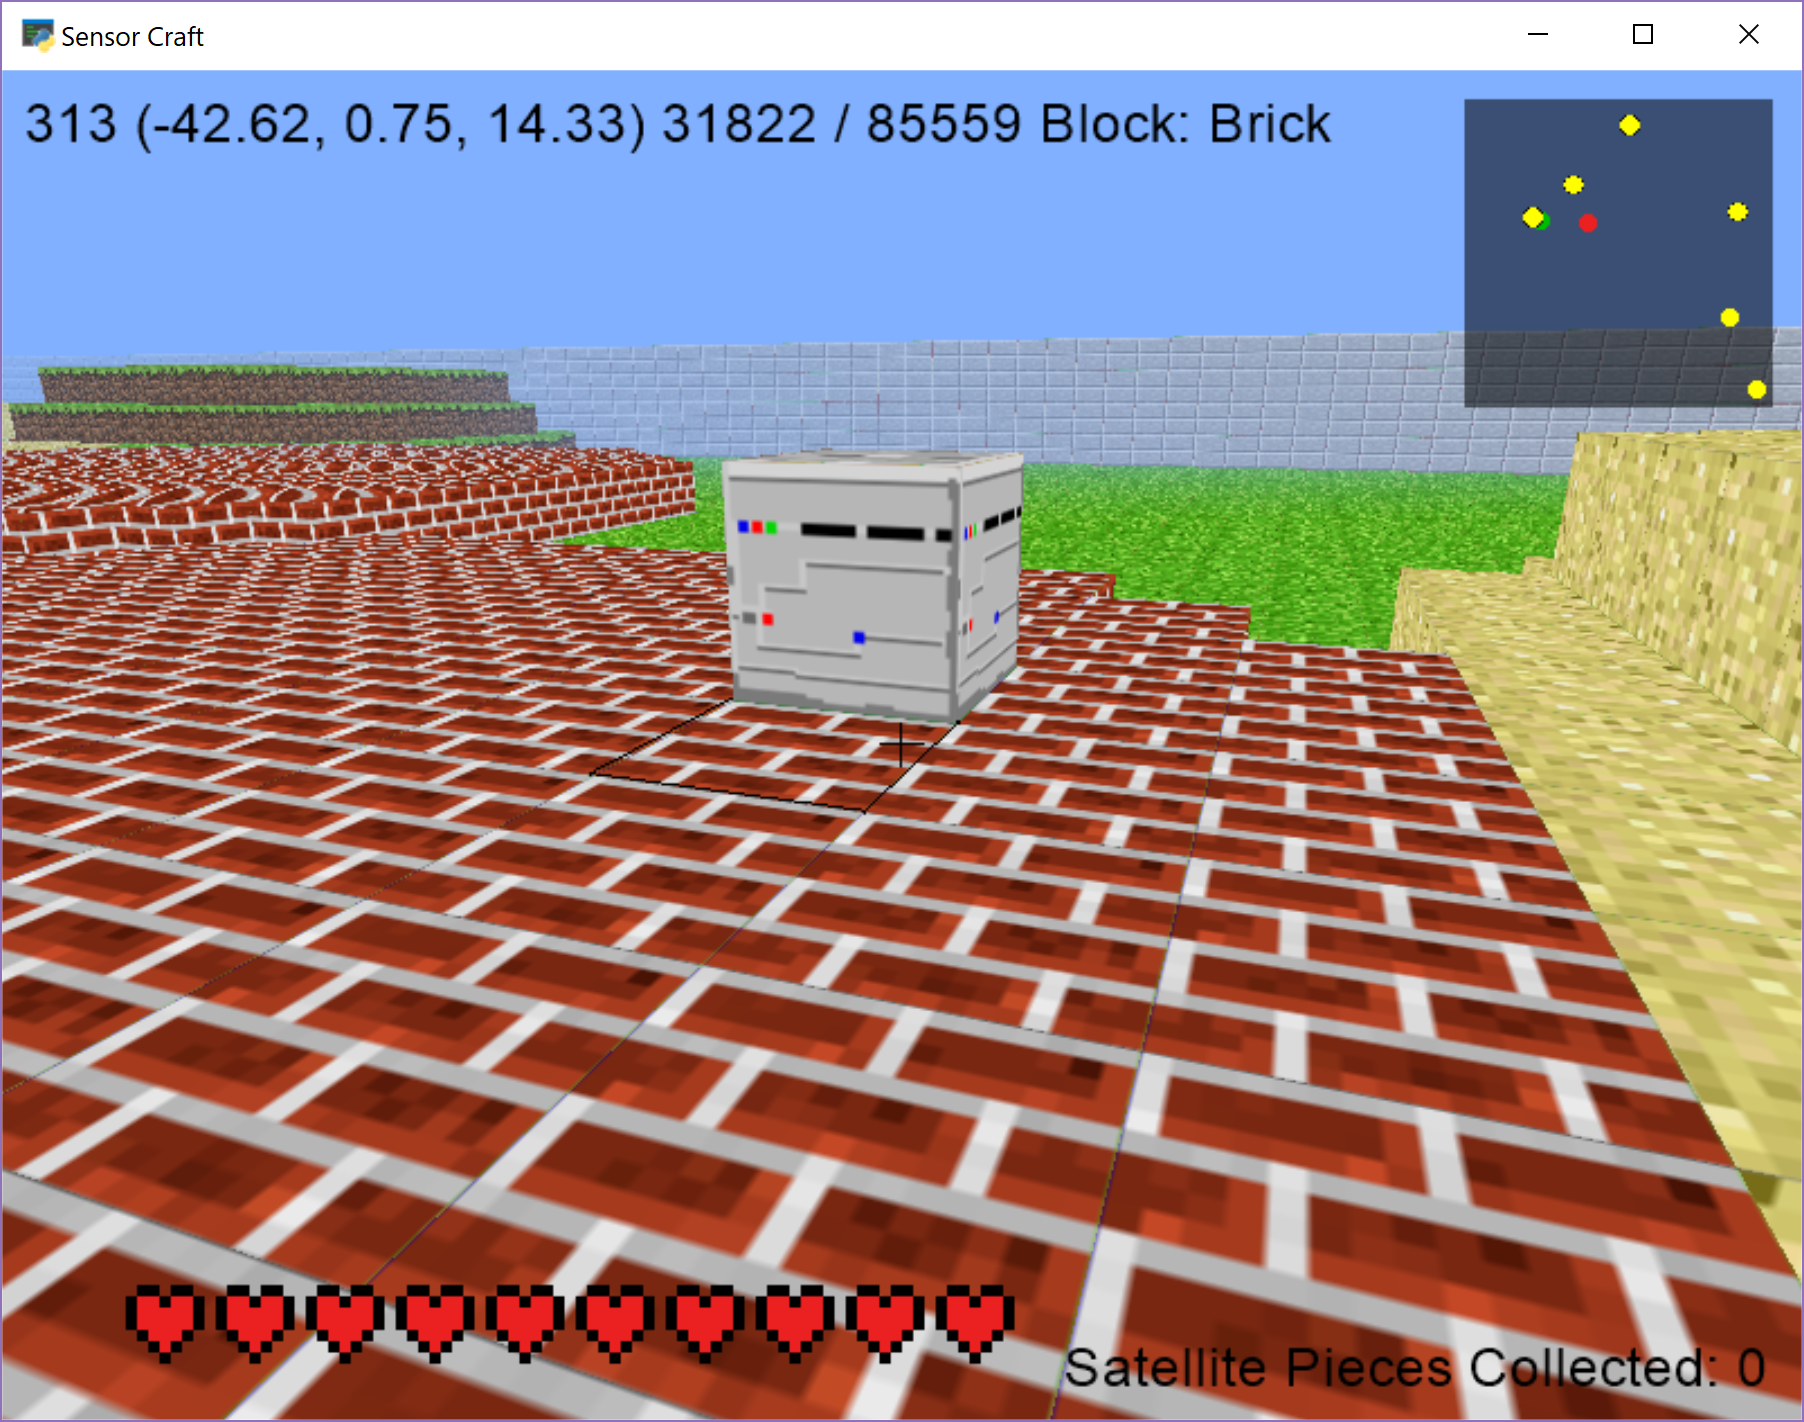 Sensor Craft
313 (-42.62, 0.75, 14.33) 31822 / 85559 Block: Brick
Satellite Pieces Collected: 0